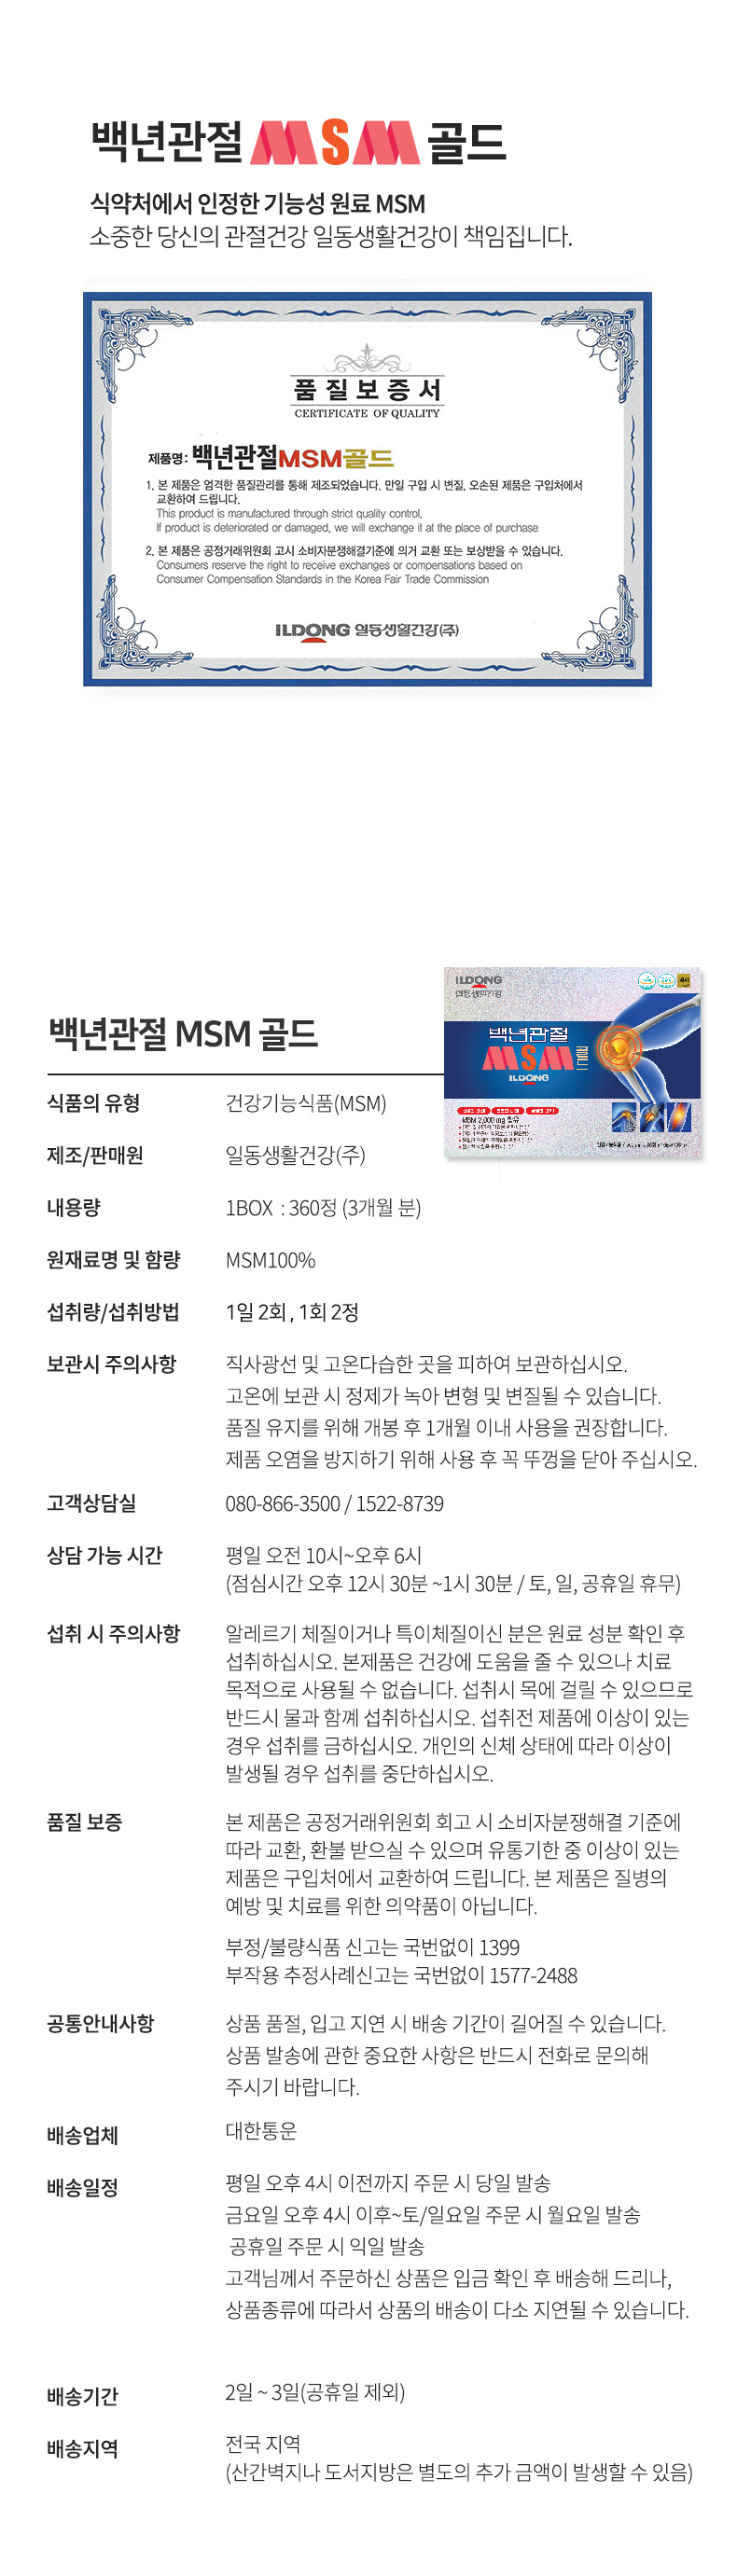 백년관절 MSM 골드
식약처에서 인정한 기능성 원료 MSM
소중한 당신의 관절건강 일동생활건강이 책임집니다.
품질보증서
CERTIFICATE OF QUALITY
제품명: 백년관절MSM골드
1. 본 제품은 엄격한 품질관리를 통해 제조되었습니다. 만일 구입 시 변질, 오손된 제품은 구입처에서
교환하여 드립니다.
This product is manufactured through strict quality control,
If product is deteriorated or damaged, we will exchange it at the place of purchase
2. 본 제품은 공정거래위원회 고시 소비자분쟁해결기준에 의거 교환 또는 보상받을 수 있습니다.
Consumers reserve the right to receive exchanges or compensations based on
Consumer Compensation Standards in the Korea Fair Trade Commission
ILDONG 일동생활건강(주)
ILDONG
일동생활건강
백년관절
MSM 골드
ILDONG
MSM 2,000mg 함유
백년관절 MSM 골드
식품의 유형 건강기능식품(MSM)
제조/판매원 일동생활건강(주)
내용량 1BOX : 360정 (3개월 분)
원재료명 및 함량 MSM100%
섭취량/섭취방법 1일 2회 , 1회 2정
보관시 주의사항 직사광선 및 고온다습한 곳을 피하여 보관하십시오.
고온에 보관 시 정제가 녹아 변형 및 변질될 수 있습니다.
품질 유지를 위해 개봉 후 1개월 이내 사용을 권장합니다.
제품 오염을 방지하기 위해 사용 후 꼭 뚜껑을 닫아 주십시오.
고객상담실 080-866-3500 / 1522-8739
상담 가능 시간 평일 오전 10시~오후 6시
(점심시간 오후 12시 30분 ~1시 30분 / 토, 일, 공휴일 휴무)
섭취 시 주의사항 알레르기 체질이거나 특이체질이신 분은 원료 성분 확인 후
섭취하십시오. 본제품은 건강에 도움을 줄 수 있으나 치료
목적으로 사용될 수 없습니다. 섭취시 목에 걸릴 수 있으므로
반드시 물과 함께 섭취하십시오. 섭취전 제품에 이상이 있는
경우 섭취를 금하십시오. 개인의 신체 상태에 따라 이상이
발생될 경우 섭취를 중단하십시오.
품질 보증 본 제품은 공정거래위원회 회고 시 소비자분쟁해결 기준에
따라 교환, 환불 받으실 수 있으며 유통기한 중 이상이 있는
제품은 구입처에서 교환하여 드립니다. 본 제품은 질병의
예방 및 치료를 위한 의약품이 아닙니다.
부정/불량식품 신고는 국번없이 1399
부작용 추정사례신고는 국번없이 1577-2488
공통안내사항 상품 품절, 입고 지연 시 배송 기간이 길어질 수 있습니다.
상품 발송에 관한 중요한 사항은 반드시 전화로 문의해
주시기 바랍니다.
배송업체 대한통운
배송일정 평일 오후 4시 이전까지 주문 시 당일 발송
금요일 오후 4시 이후~토/일요일 주문 시 월요일 발송
공휴일 주문 시 익일 발송
고객님께서 주문하신 상품은 입금 확인 후 배송해 드리나,
상품종류에 따라서 상품의 배송이 다소 지연될 수 있습니다.
배송기간 2일 ~ 3일(공휴일 제외)
배송지역 전국 지역
(산간벽지나 도서지방은 별도의 추가 금액이 발생할 수 있음)